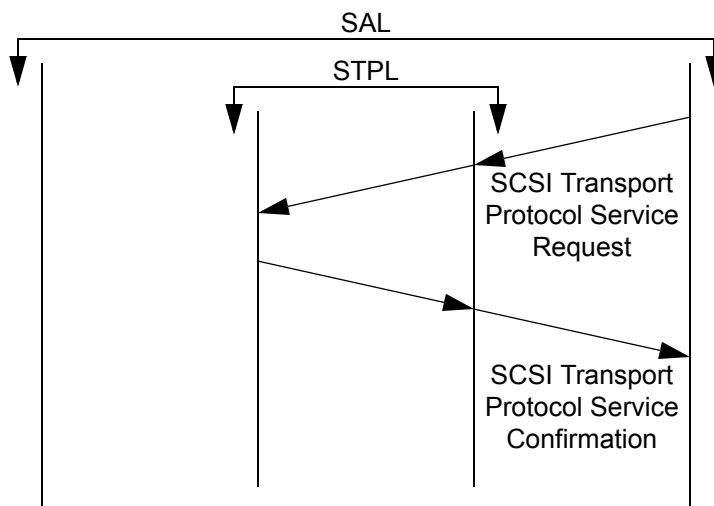 SAL
STPL
SCSI Transport
Protocol Service
Request
SCSI Transport
Protocol Service
Confirmation